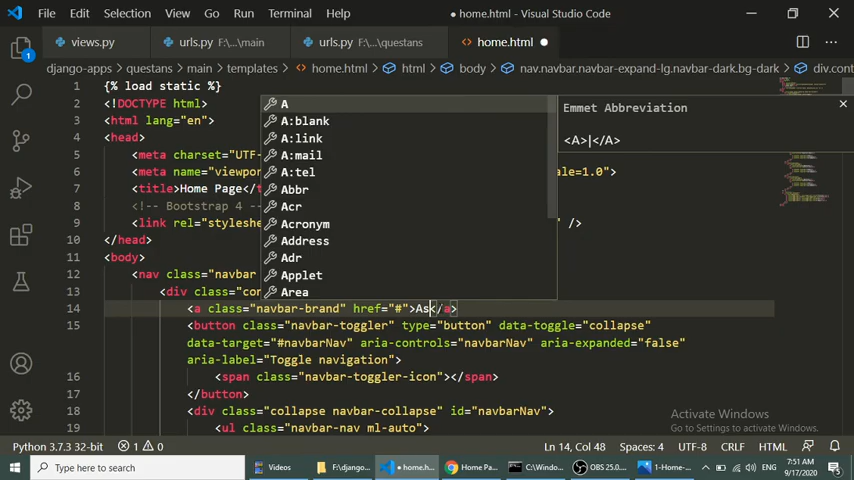 File Edit Selection View Go Run Terminal Help ● home.html - Visual Studio Code
views.py urls.py F:\...\main urls.py F:\...\questans home.html
django-apps > questans > main > templates > home.html > html > body > nav.navbar.navbar-expand-lg.navbar-dark.bg-dark > div.cont
1 {% load static %}
2 <!DOCTYPE html>
3 <html lang="en">
4 <head>
5 <meta charset="UTF-
6 <meta name="viewpor ale=1.0">
7 <title>Home Page</t
8 <!-- Bootstrap 4 --
9 <link rel="styleshe " />
10 </head>
11 <body>
12 <nav class="navbar
13 <div class="con
14 <a class="navbar-brand" href="#">As</a>
15 <button class="navbar-toggler" type="button" data-toggle="collapse"
data-target="#navbarNav" aria-controls="navbarNav" aria-expanded="false"
aria-label="Toggle navigation">
16 <span class="navbar-toggler-icon"></span>
17 </button>
18 <div class="collapse navbar-collapse" id="navbarNav">
19 <ul class="navbar-nav ml-auto">
A
A:blank
A:link
A:mail
A:tel
Abbr
Acr
Acronym
Address
Adr
Applet
Area
Emmet Abbreviation
<A>|</A>
Activate Windows
Go to Settings to activate Windows.
Python 3.7.3 32-bit 1 0 Ln 14, Col 48 Spaces: 4 UTF-8 CRLF HTML
Type here to search Videos F:\django... ● home.h... Home Pa... C:\Windo... OBS 25.0.... 1-Home-... ENG 7:51 AM 9/17/2020 5